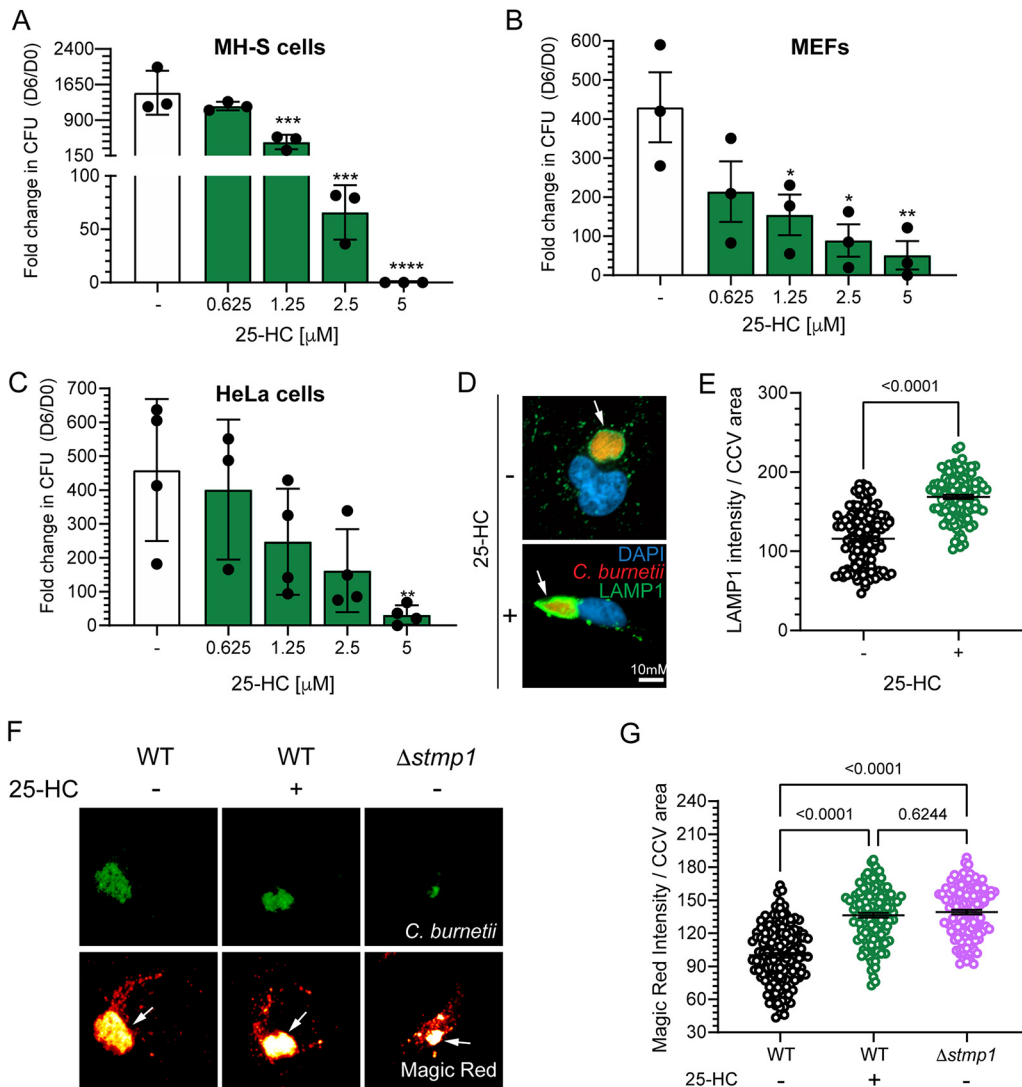 A
MH-S cells
Fold change in CFU (D6/D0)
2400
1650
900
150
100
50
0
***
***
****
- 0.625 1.25 2.5 5
25-HC [μM]
B
MEFs
Fold change in CFU (D6/D0)
600
500
400
300
200
100
0
*
*
**
- 0.625 1.25 2.5 5
25-HC [μM]
C
HeLa cells
Fold change in CFU (D6/D0)
700
600
500
400
300
200
100
0
**
- 0.625 1.25 2.5 5
25-HC [μM]
D
25-HC
-
+
DAPI
C. burnetii
LAMP1
10mM
E
<0.0001
LAMP1 intensity / CCV area
300
200
100
0
- +
25-HC
F
WT WT Δstmp1
25-HC - + -
C. burnetii
Magic Red
G
<0.0001
<0.0001 0.6244
Magic Red Intensity / CCV area
240
210
180
150
120
90
60
30
WT WT Δstmp1
25-HC - + -